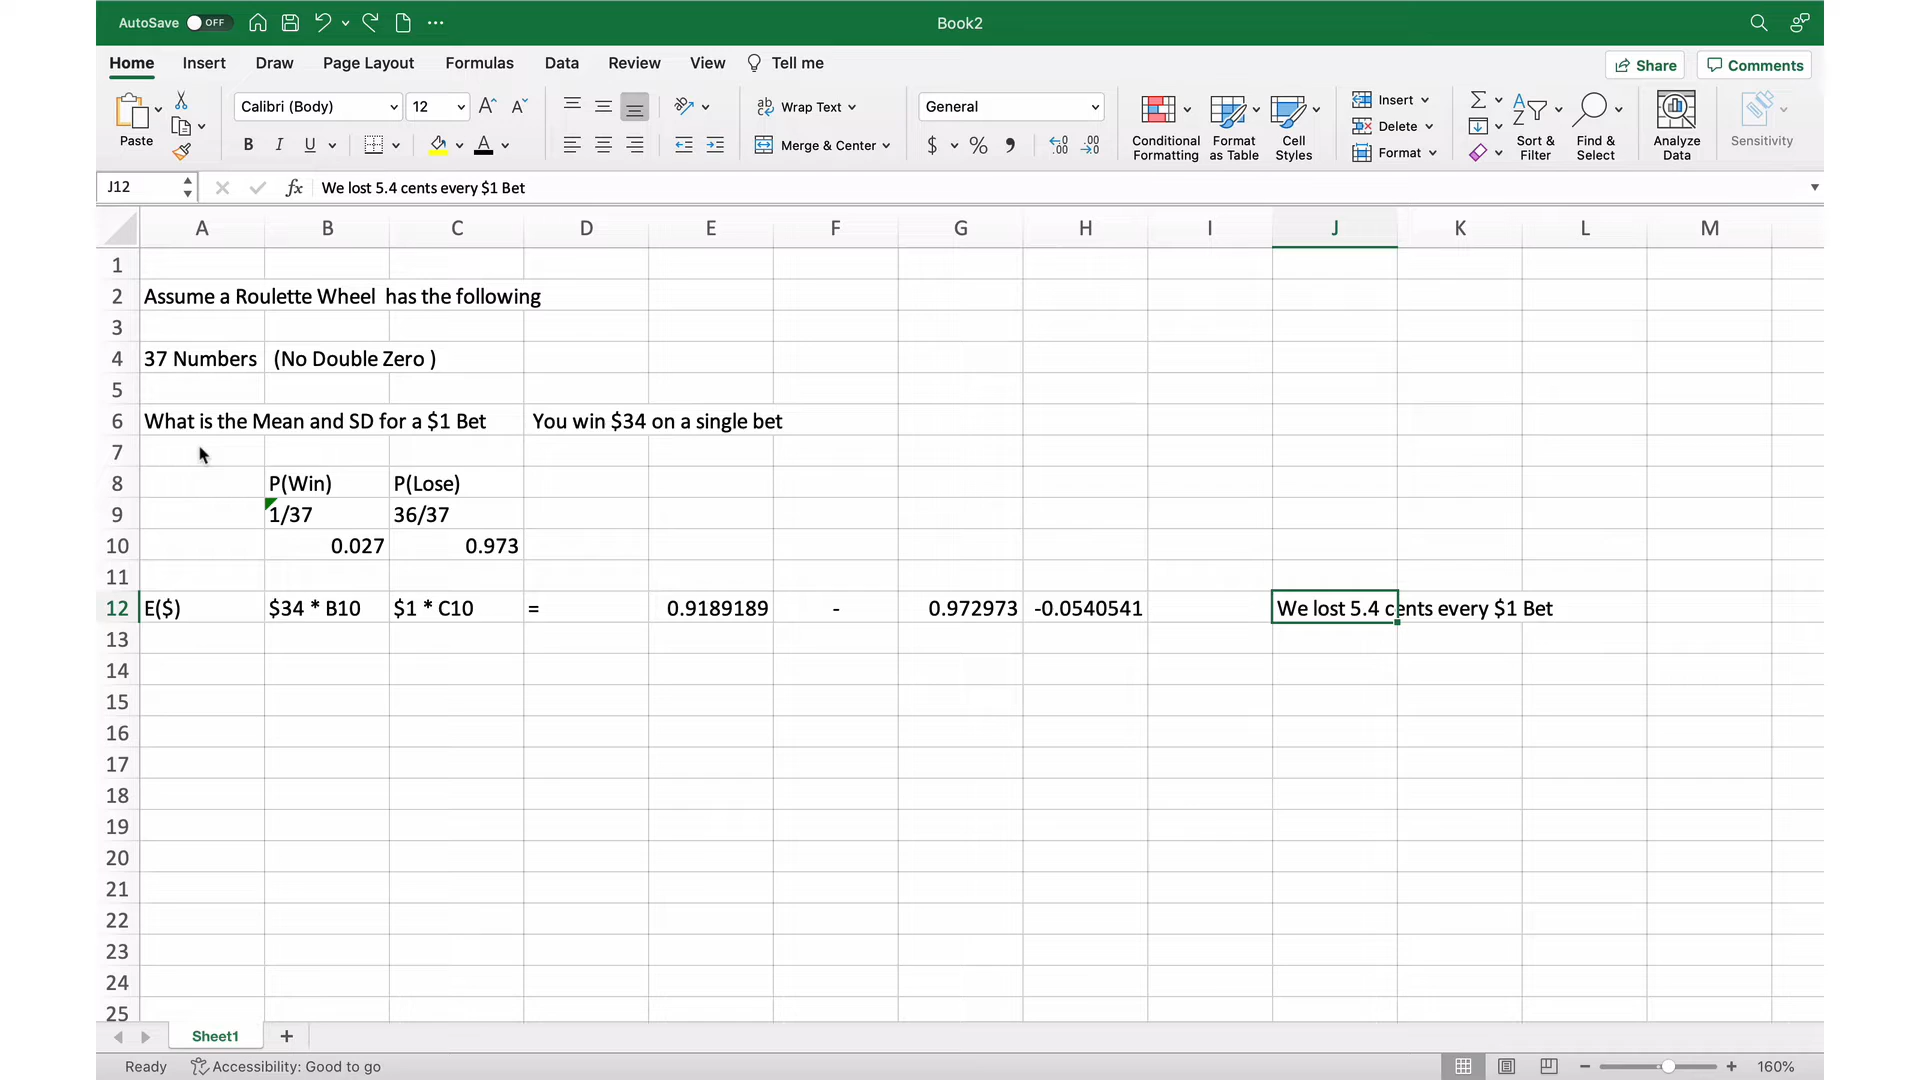 AutoSave OFF Book2
Home Insert Draw Page Layout Formulas Data Review View Tell me Share Comments
Paste Calibri (Body) 12 A^ A˅ Wrap Text General Insert
B I U A Merge & Center $ % , .00 .00 Delete
Format
Conditional Formatting Format as Table Cell Styles Sort & Filter Find & Select Analyze Data Sensitivity
J12 fx We lost 5.4 cents every $1 Bet
A B C D E F G H I J K L M
1
2 Assume a Roulette Wheel has the following
3
4 37 Numbers (No Double Zero )
5
6 What is the Mean and SD for a $1 Bet You win $34 on a single bet
7
8 P(Win) P(Lose)
9 1/37 36/37
10 0.027 0.973
11
12 E($) $34 * B10 $1 * C10 = 0.9189189 - 0.972973 -0.0540541 We lost 5.4 cents every $1 Bet
13
14
15
16
17
18
19
20
21
22
23
24
25
Sheet1 +
Ready Accessibility: Good to go 160%